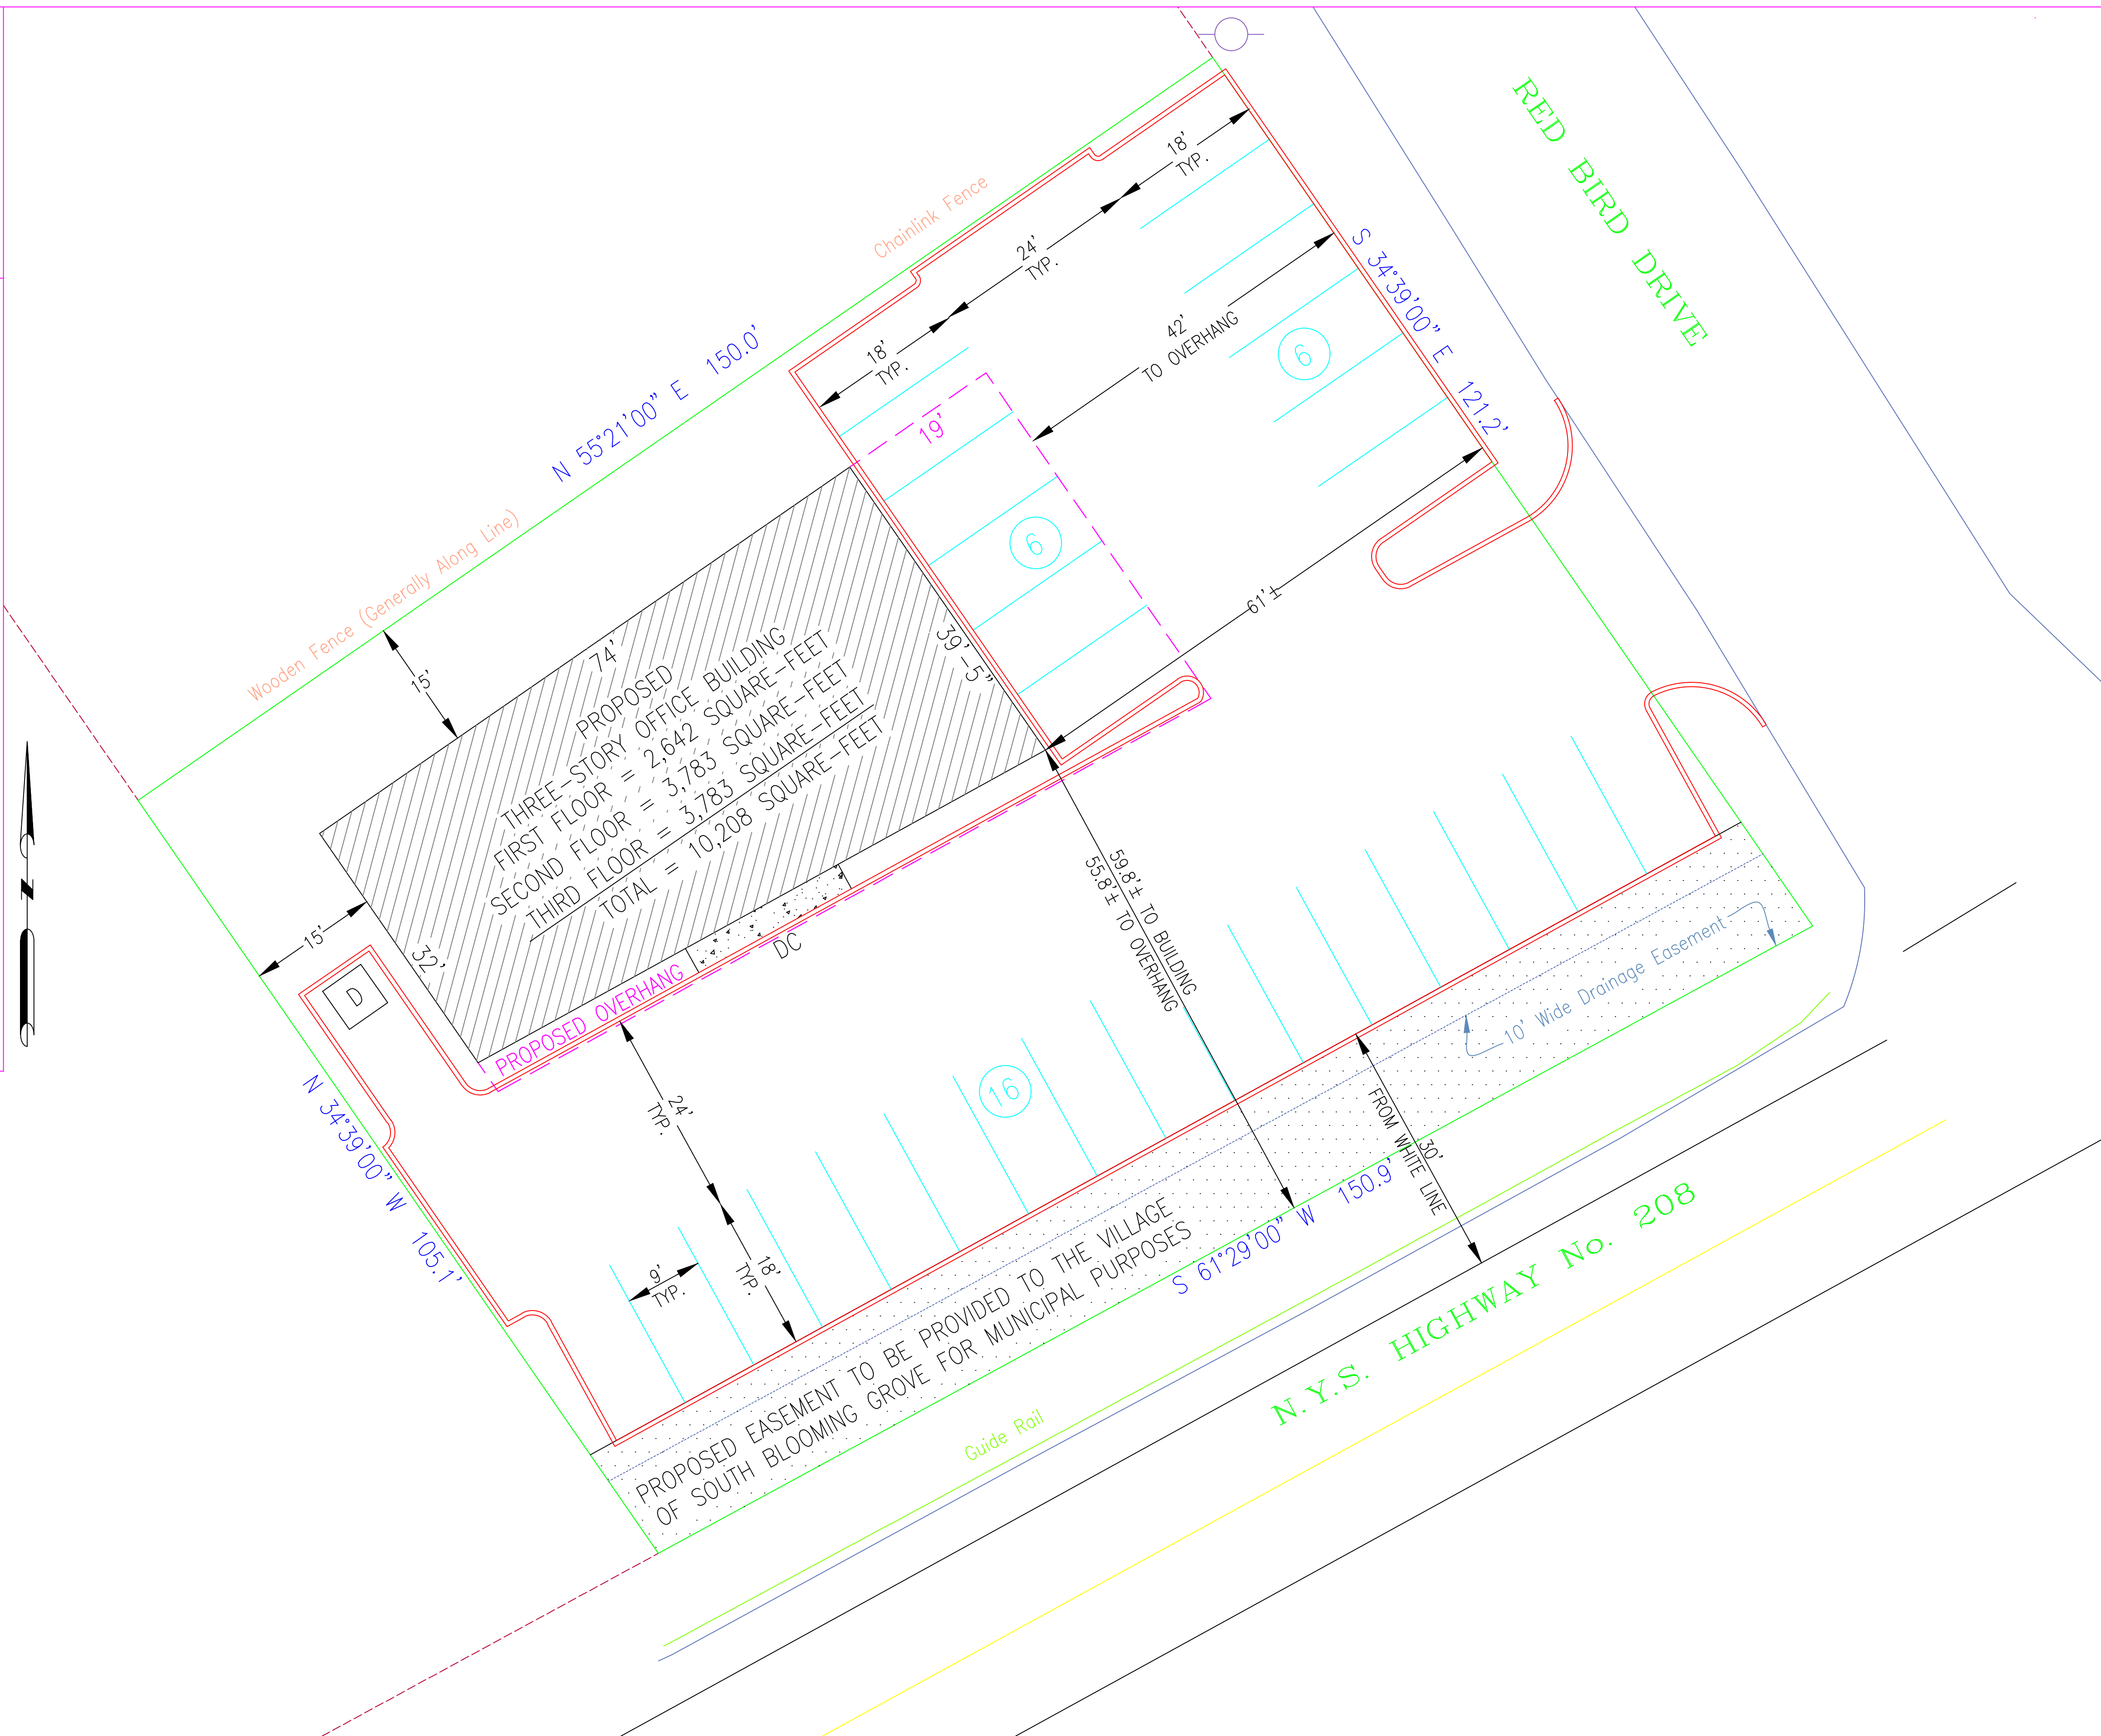 RED BIRD DRIVE
18'
TYP.
24'
TYP.
18'
TYP.
Chainlink Fence
42'
TO OVERHANG
S 34°39'00" E 121.2'
6
N 55°21'00" E 150.0'
19'
6
Wooden Fence (Generally Along Line)
61'±
15'
74'
39'-5"
PROPOSED
THREE-STORY OFFICE BUILDING
FIRST FLOOR = 2,642 SQUARE-FEET
SECOND FLOOR = 3,783 SQUARE-FEET
THIRD FLOOR = 3,783 SQUARE-FEET
TOTAL = 10,208 SQUARE-FEET
N
15'
32'
D
DC
PROPOSED OVERHANG
59.8'± TO BUILDING
55.8'± TO OVERHANG
10' Wide Drainage Easement
N 34°39'00" W 105.1'
24'
TYP.
16
30'
FROM WHITE LINE
9'
TYP.
18'
TYP.
S 61°29'00" W 150.9'
PROPOSED EASEMENT TO BE PROVIDED TO THE VILLAGE
OF SOUTH BLOOMING GROVE FOR MUNICIPAL PURPOSES
N.Y.S. HIGHWAY No. 208
Guide Rail